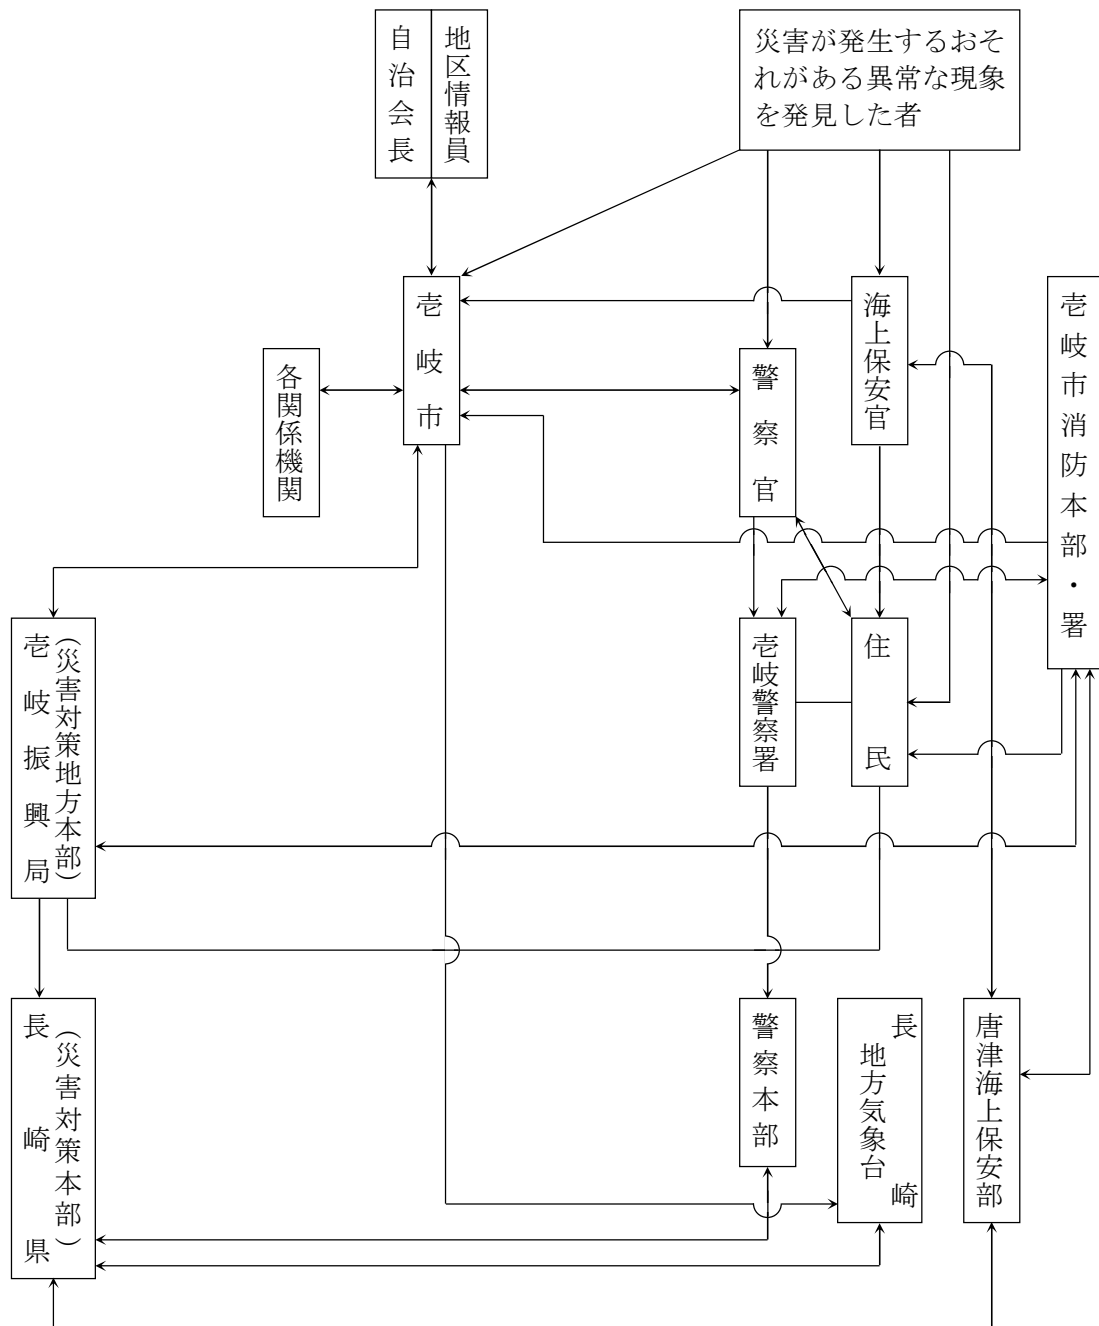 災害が発生するおそ
れがある異常な現象
を発見した者
地区情報員
自治会長
壱岐市
海上保安官
壱岐市消防本部・署
各関係機関
警察官
(災害対策地方本部)
壱岐振興局
壱岐警察署
住民
(災害対策本部)
長崎県
警察本部
長崎
地方気象台
唐津海上保安部